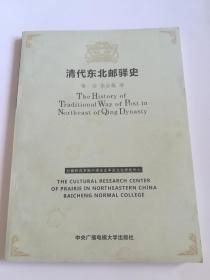 清代东北邮驿史
The History of
Traditional Way of Post in
Northeast of Qing Dynasty
THE CULTURAL RESEARCH CENTER
OF PRAIRIE IN NORTHEASTERN CHINA
BAICHENG NORMAL COLLEGE
中央广播电视大学出版社